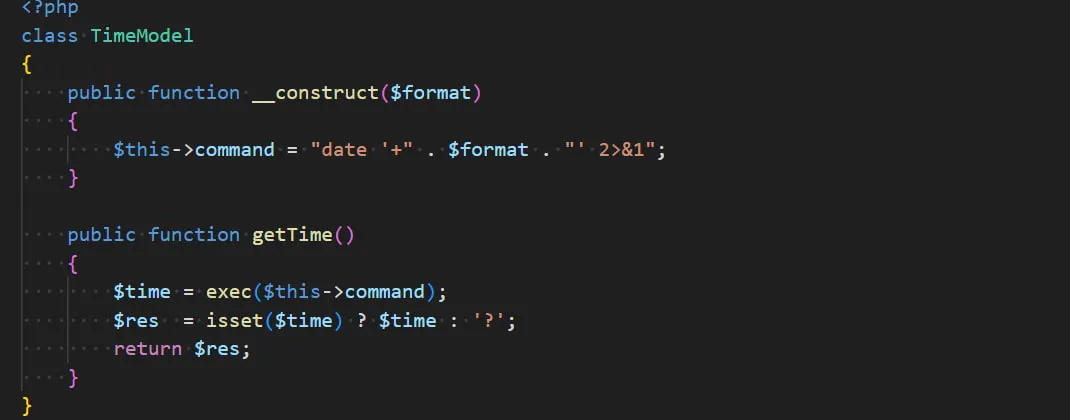 <?php
class TimeModel
{
    public function __construct($format)
    {
        $this->command = "date '+" . $format . "' 2>&1";
    }

    public function getTime()
    {
        $time = exec($this->command);
        $res  = isset($time) ? $time : '?';
        return $res;
    }
}